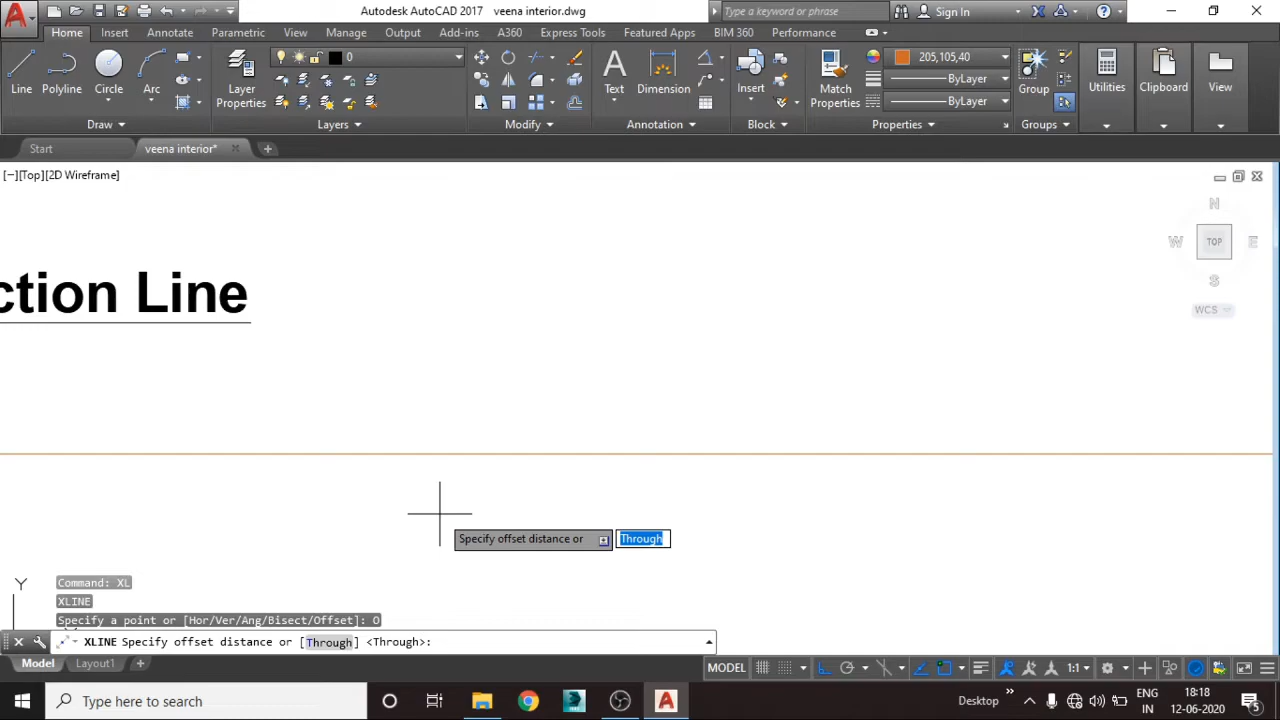 Autodesk AutoCAD 2017 veena interior.dwg
Type a keyword or phrase
Sign In
Home Insert Annotate Parametric View Manage Output Add-ins A360 Express Tools Featured Apps BIM 360 Performance
0
205,105,40
ByLayer
ByLayer
Line Polyline Circle Arc
Layer Properties
Text Dimension
Insert
Match Properties
Group
Utilities
Clipboard
View
Draw Layers Modify Annotation Block Properties Groups
Start veena interior*
[−][Top][2D Wireframe]
N
W TOP E
S
WCS
ction Line
Specify offset distance or Through
Y
Command: XL
XLINE
Specify a point or [Hor/Ver/Ang/Bisect/Offset]: O
XLINE Specify offset distance or [Through] <Through>:
Model Layout1
MODEL 1:1
Type here to search
Desktop
ENG
IN
18:18
12-06-2020
5